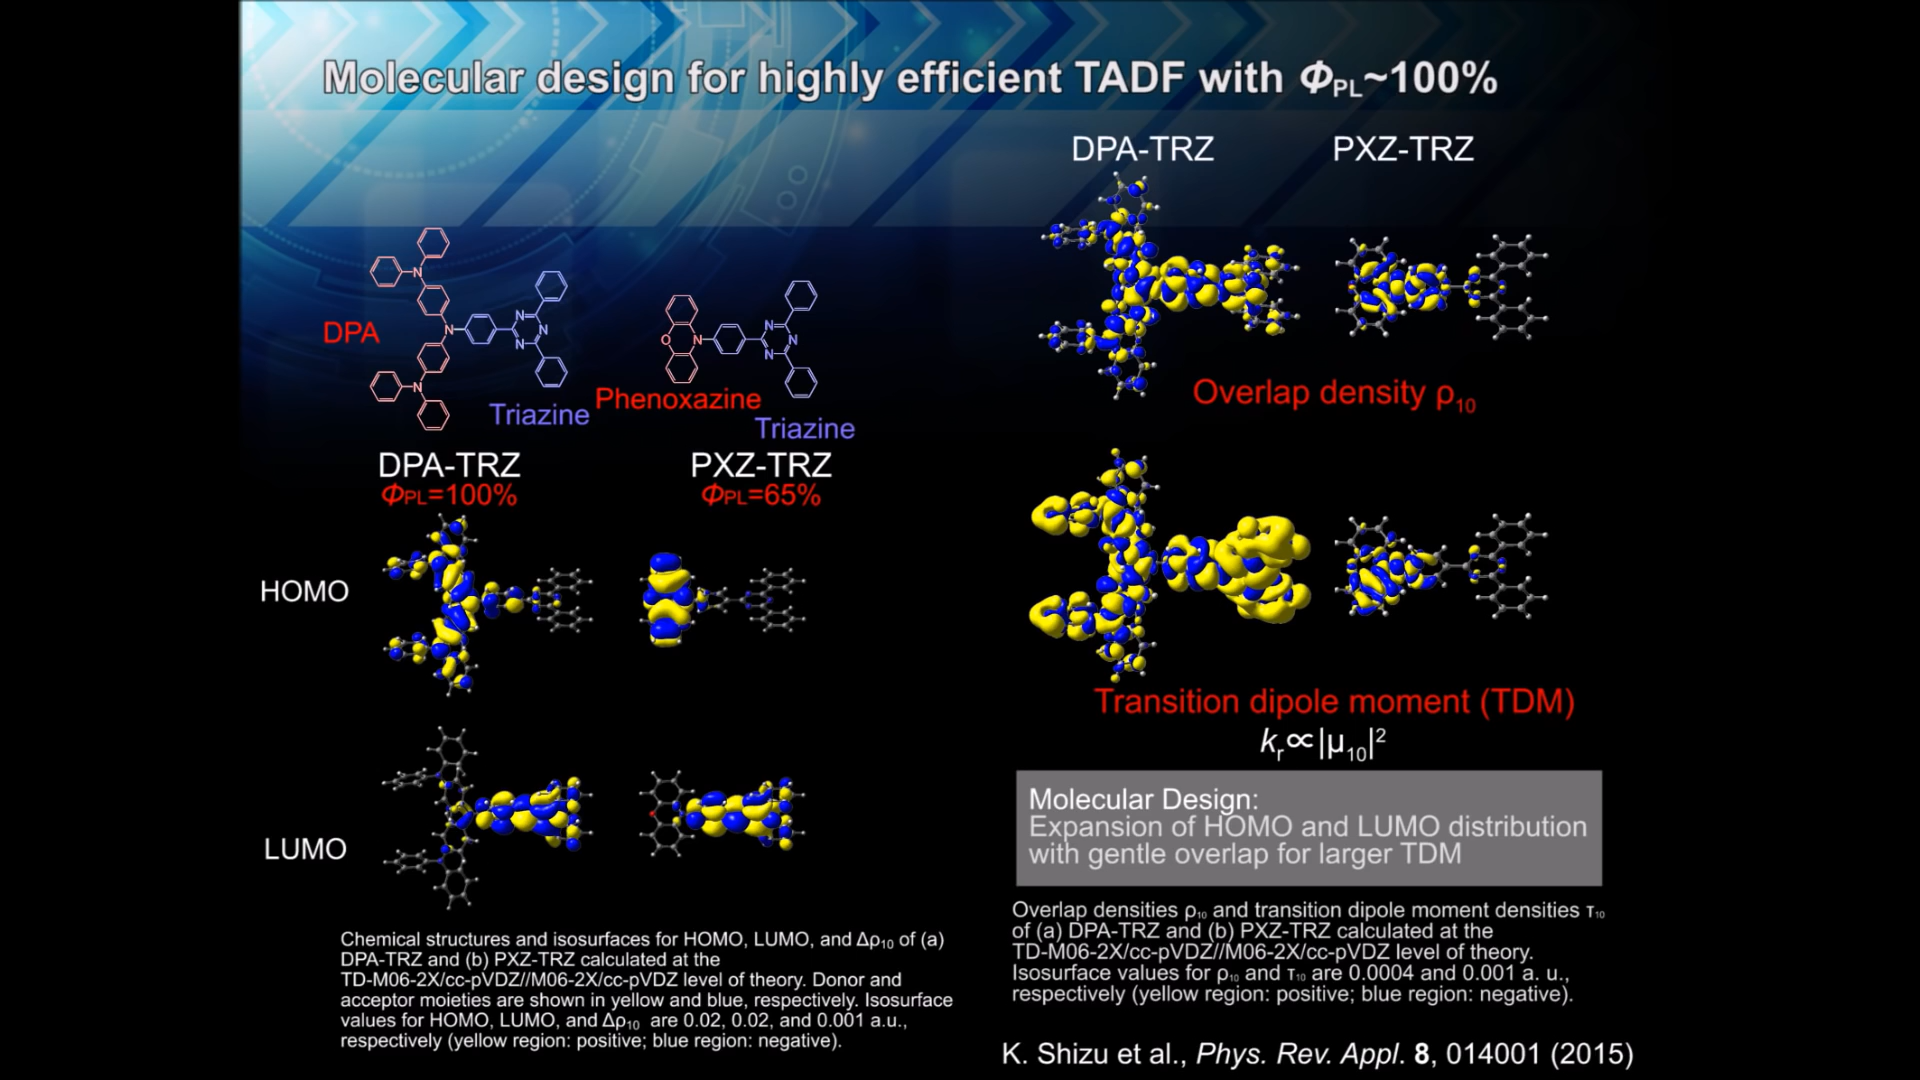 Molecular design for highly efficient TADF with Φ_PL~100%
DPA-TRZ
PXZ-TRZ
DPA
Triazine
Phenoxazine
Triazine
N
N
N
N
N
N
O
N
N
N
N
DPA-TRZ
Φ_PL=100%
PXZ-TRZ
Φ_PL=65%
HOMO
LUMO
Chemical structures and isosurfaces for HOMO, LUMO, and Δρ₁₀ of (a)
DPA-TRZ and (b) PXZ-TRZ calculated at the
TD-M06-2X/cc-pVDZ//M06-2X/cc-pVDZ level of theory. Donor and
acceptor moieties are shown in yellow and blue, respectively. Isosurface
values for HOMO, LUMO, and Δρ₁₀ are 0.02, 0.02, and 0.001 a.u.,
respectively (yellow region: positive; blue region: negative).
Overlap density ρ₁₀
Transition dipole moment (TDM)
kᵣ∝|μ₁₀|²
Molecular Design:
Expansion of HOMO and LUMO distribution
with gentle overlap for larger TDM
Overlap densities ρ₁₀ and transition dipole moment densities τ₁₀
of (a) DPA-TRZ and (b) PXZ-TRZ calculated at the
TD-M06-2X/cc-pVDZ//M06-2X/cc-pVDZ level of theory.
Isosurface values for ρ₁₀ and τ₁₀ are 0.0004 and 0.001 a. u.,
respectively (yellow region: positive; blue region: negative).
K. Shizu et al., Phys. Rev. Appl. 8, 014001 (2015)